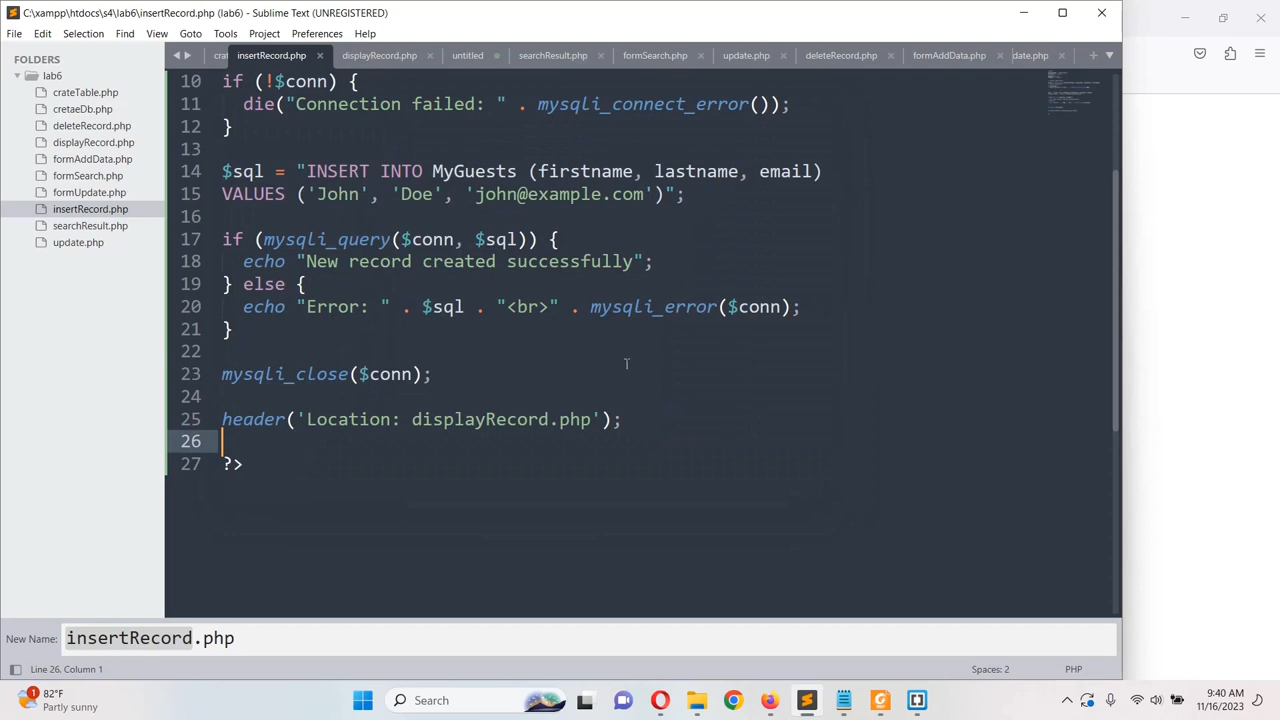 C:\xampp\htdocs\s4\lab6\insertRecord.php (lab6) - Sublime Text (UNREGISTERED)
File Edit Selection Find View Goto Tools Project Preferences Help
FOLDERS
lab6
crateTable.php
cretaeDb.php
deleteRecord.php
displayRecord.php
formAddData.php
formSearch.php
formUpdate.php
insertRecord.php
searchResult.php
update.php
crat insertRecord.php displayRecord.php untitled searchResult.php formSearch.php update.php deleteRecord.php formAddData.php date.php
10 if (!$conn) {
11 die("Connection failed: " . mysqli_connect_error());
12 }
13
14 $sql = "INSERT INTO MyGuests (firstname, lastname, email)
15 VALUES ('John', 'Doe', 'john@example.com')";
16
17 if (mysqli_query($conn, $sql)) {
18 echo "New record created successfully";
19 } else {
20 echo "Error: " . $sql . "<br>" . mysqli_error($conn);
21 }
22
23 mysqli_close($conn);
24
25 header('Location: displayRecord.php');
26
27 ?>
New Name: insertRecord.php
Line 26, Column 1 Spaces: 2 PHP
1 82°F
Partly sunny
Search
9:40 AM
11/16/2023